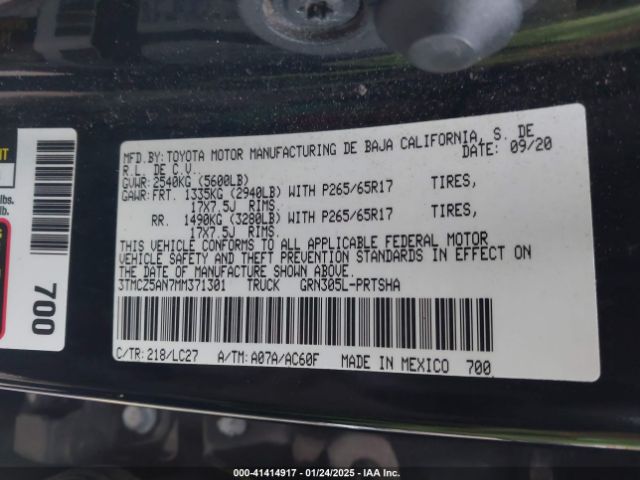 MFD.BY:TOYOTA MOTOR MANUFACTURING DE BAJA CALIFORNIA, S. DE
R.L. DE C.V. DATE: 09/20
GVWR: 2540KG (5600LB)
GAWR:FRT. 1335KG (2940LB) WITH P265/65R17 TIRES,
17X7.5J RIMS.
RR. 1490KG (3280LB) WITH P265/65R17 TIRES,
17X7.5J RIMS.
THIS VEHICLE CONFORMS TO ALL APPLICABLE FEDERAL MOTOR
VEHICLE SAFETY AND THEFT PREVENTION STANDARDS IN EFFECT ON
THE DATE OF MANUFACTURE SHOWN ABOVE.
3TMCZ5AN7MM371301 TRUCK GRN305L-PRTSHA
C/TR: 218/LC27 A/TM: A07A/AC60F MADE IN MEXICO 700
lbs.
lb.
700
000-41414917 - 01/24/2025 - IAA Inc.